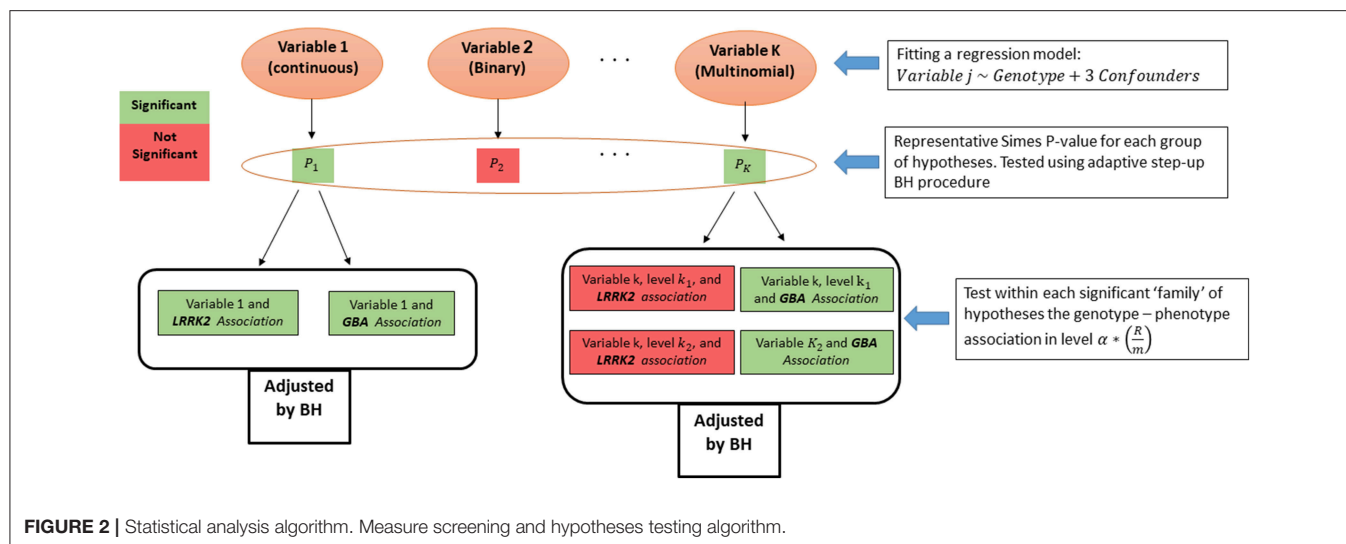 Variable 1
(continuous)
Variable 2
(Binary)
. . .
Variable K
(Multinomial)
Fitting a regression model:
Variable j ~ Genotype + 3 Confounders
Significant
Not
Significant
P₁
P₂
. . .
P_K
Representative Simes P-value for each group
of hypotheses. Tested using adaptive step-up
BH procedure
Variable 1 and
LRRK2 Association
Variable 1 and
GBA Association
Adjusted
by BH
Variable k, level k₁, and
LRRK2 association
Variable k, level k₁
and GBA Association
Variable k, level k₂, and
LRRK2 association
Variable K₂ and GBA
Association
Adjusted
by BH
Test within each significant ‘family’ of
hypotheses the genotype – phenotype
association in level α * (R/m)
FIGURE 2 | Statistical analysis algorithm. Measure screening and hypotheses testing algorithm.